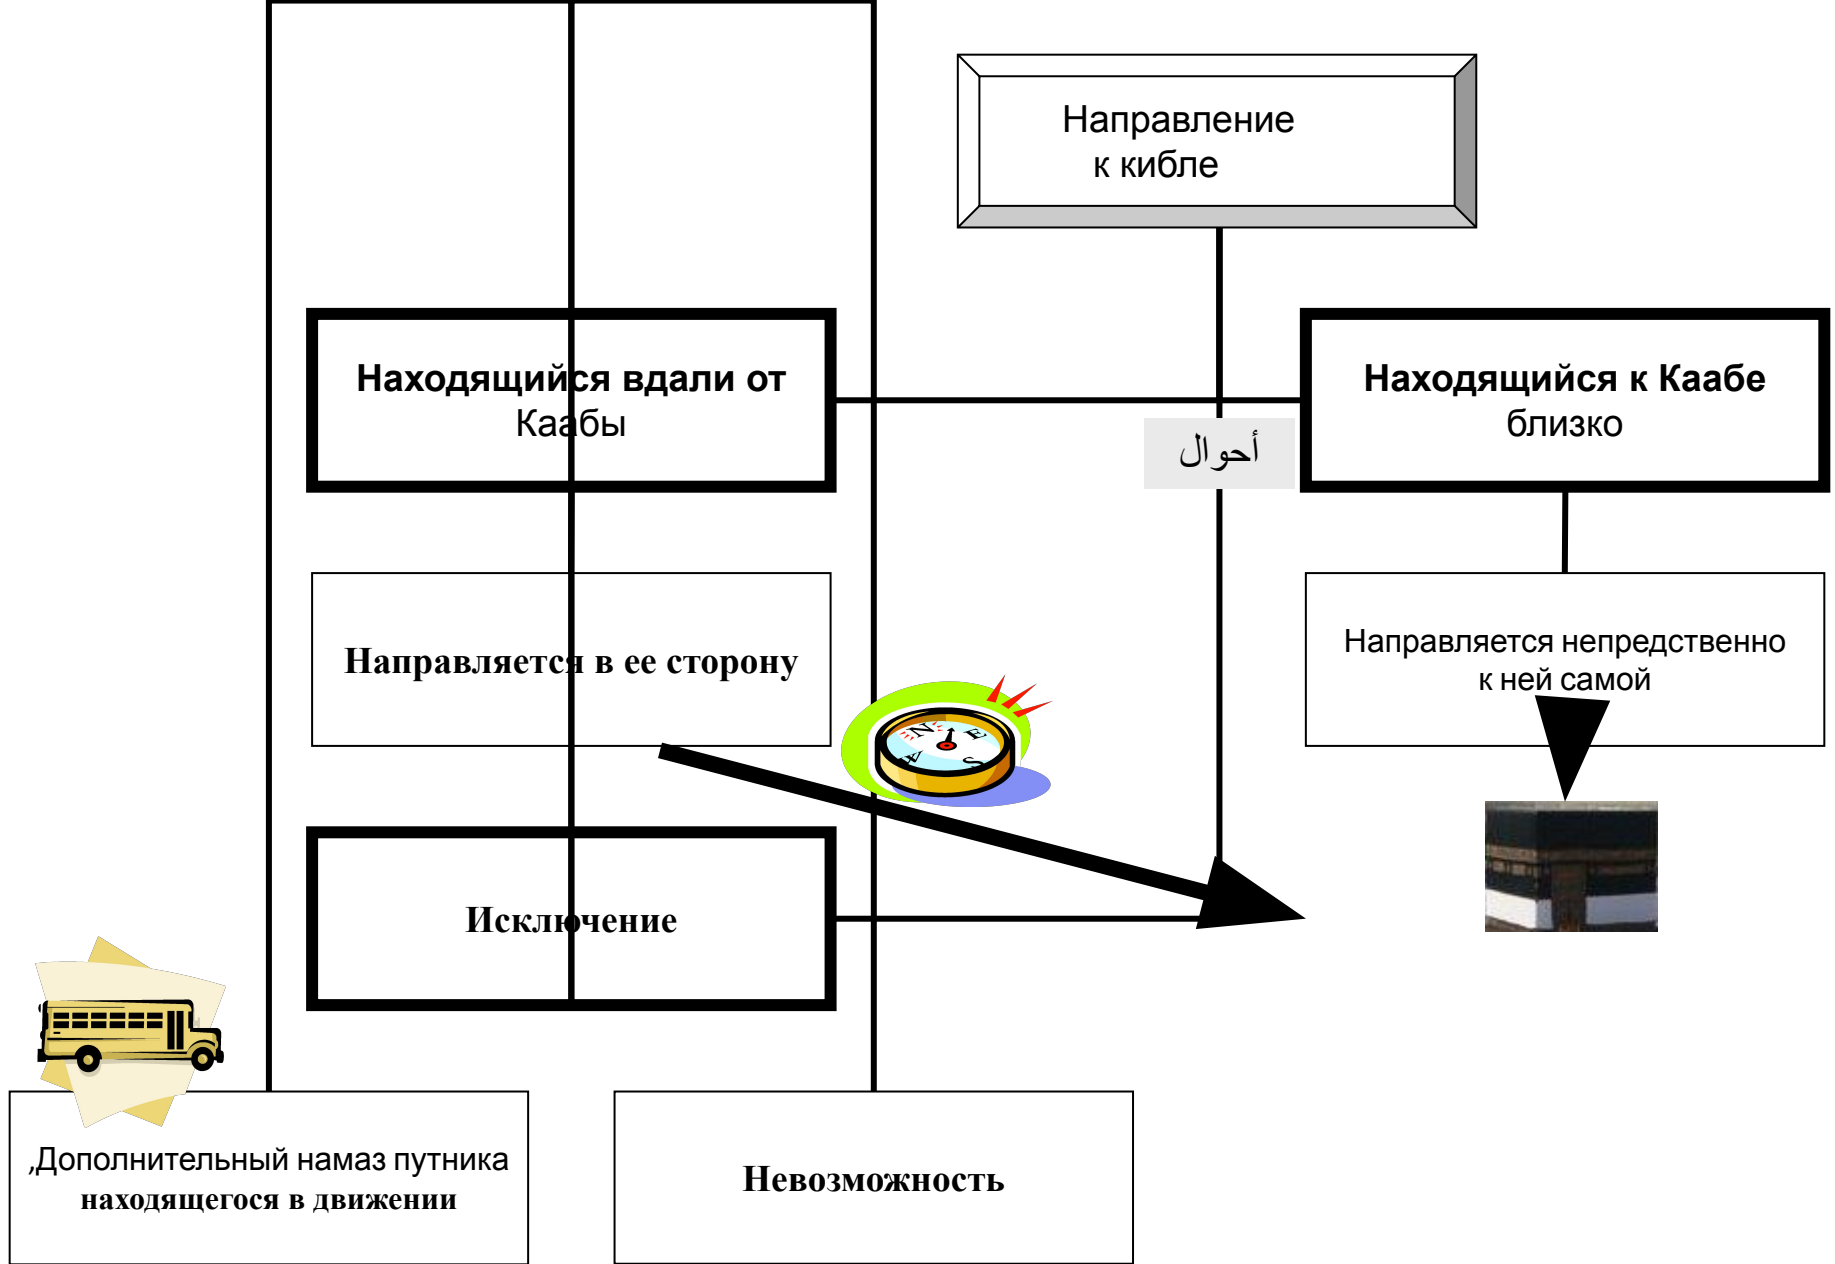 Направление
к кибле
Находящийся вдали от
Каабы
Находящийся к Каабе
близко
أحوال
Направляется в ее сторону
Направляется непредственно
к ней самой
N
E
S
Исключение
,Дополнительный намаз путника
находящегося в движении
Невозможность